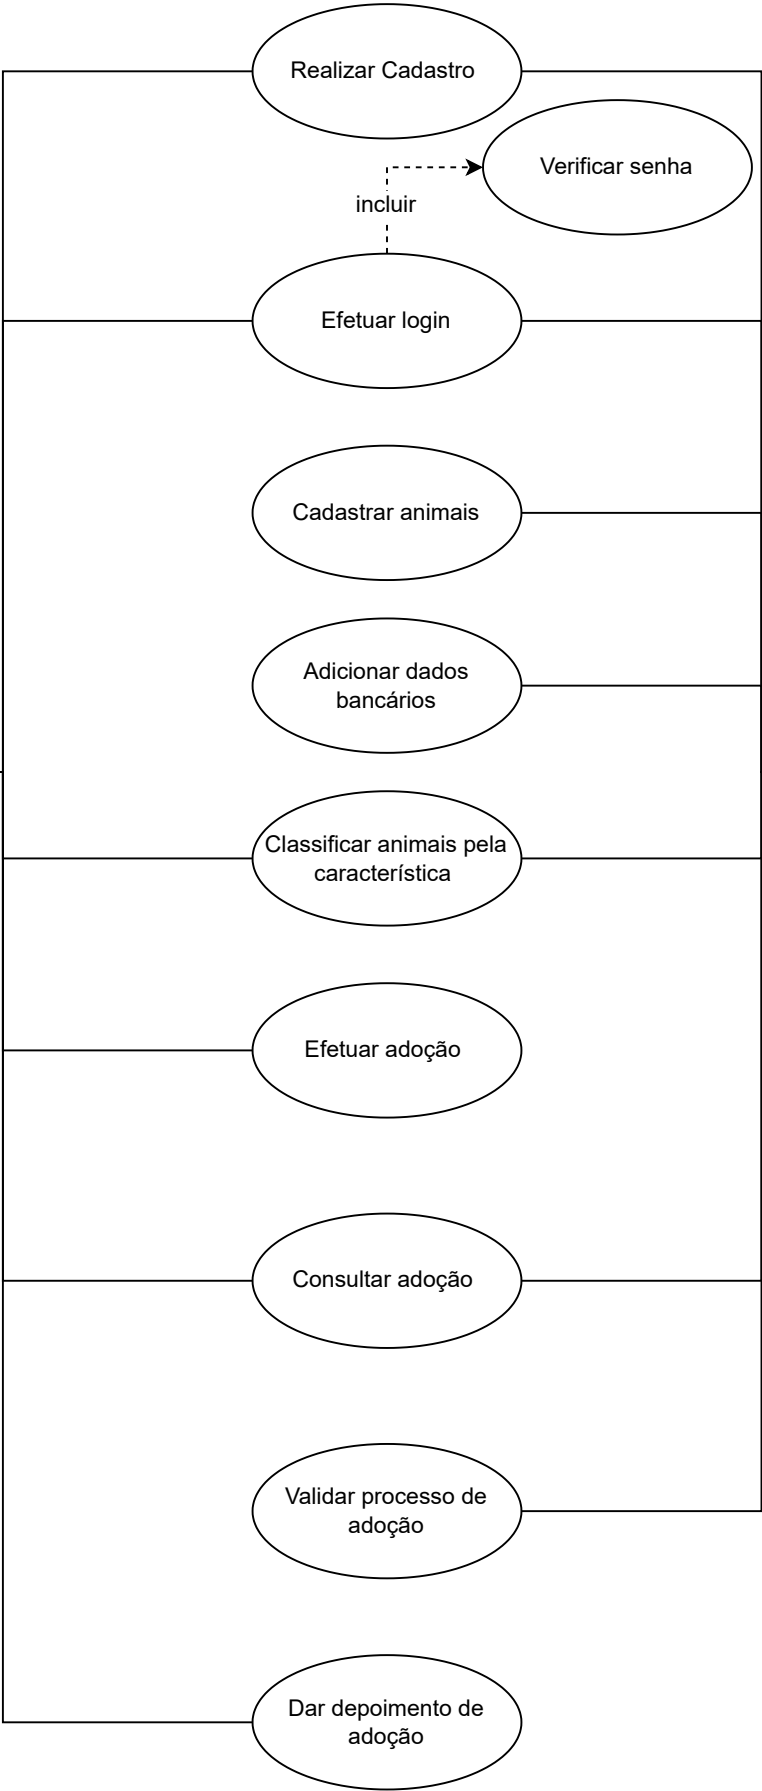 Realizar Cadastro
Verificar senha
incluir
Efetuar login
Cadastrar animais
Adicionar dados
bancários
Classificar animais pela
característica
Efetuar adoção
Consultar adoção
Validar processo de
adoção
Dar depoimento de
adoção